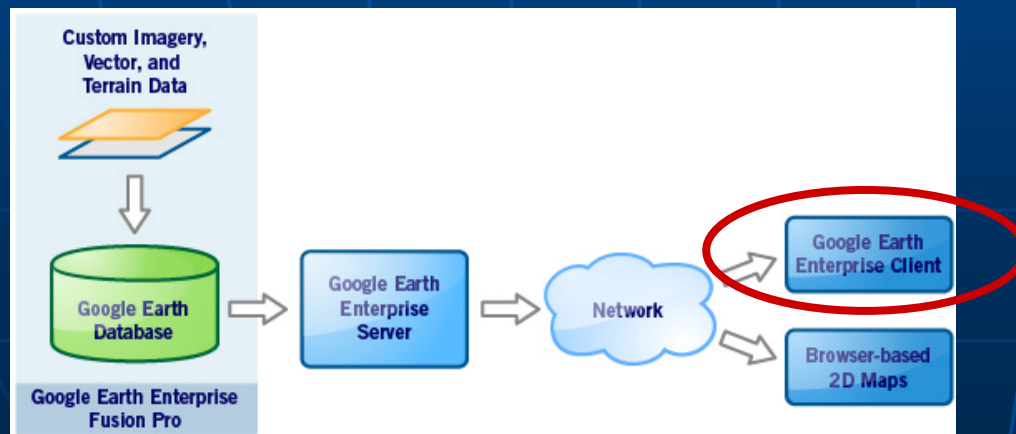 Custom Imagery,
Vector, and
Terrain Data
Google Earth
Database
Google Earth Enterprise
Fusion Pro
Google Earth
Enterprise
Server
Network
Google Earth
Enterprise Client
Browser-based
2D Maps